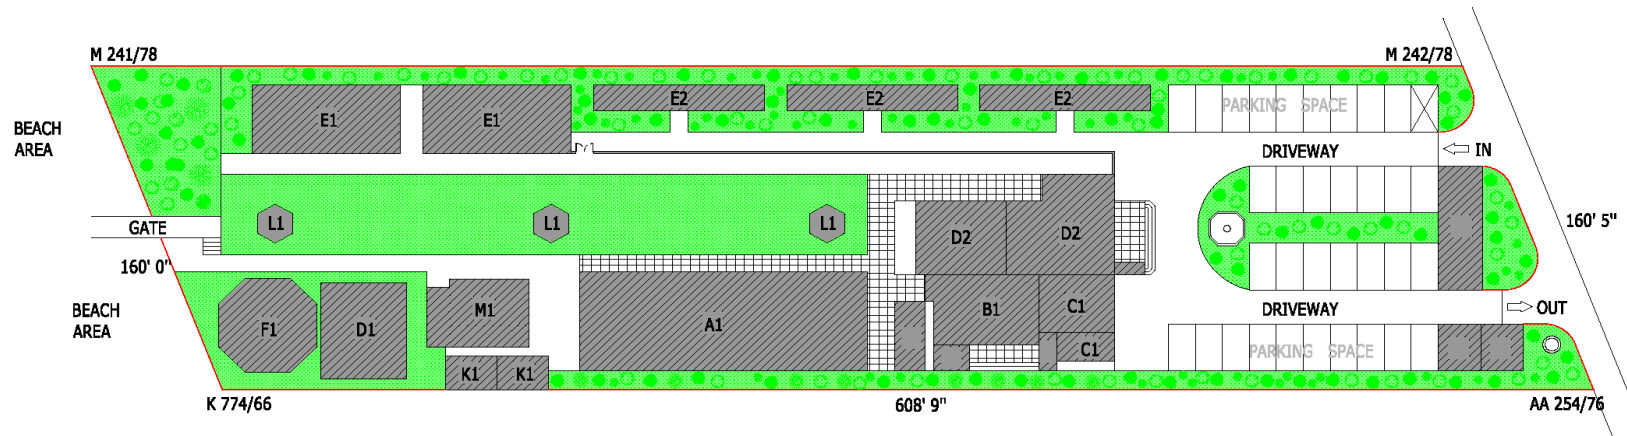 M 241/78
M 242/78
BEACH
AREA
E1
E1
E2
E2
E2
PARKING SPACE
DRIVEWAY
IN
GATE
L1
L1
L1
D2
D2
160' 5"
160' 0"
BEACH
AREA
F1
D1
M1
K1
K1
A1
B1
C1
C1
DRIVEWAY
OUT
PARKING SPACE
K 774/66
608' 9"
AA 254/76